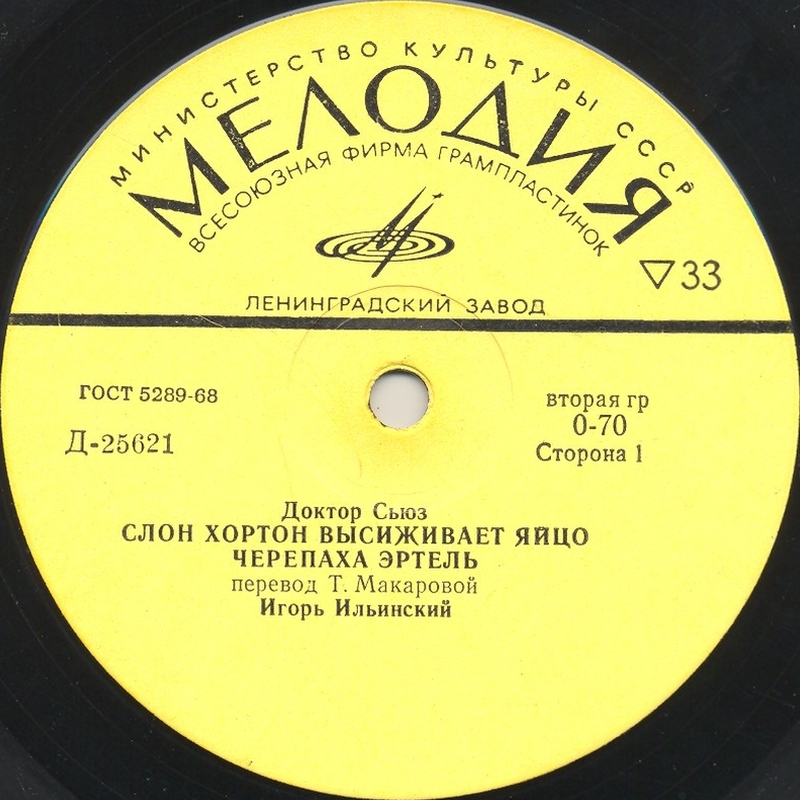 МИНИСТЕРСТВО КУЛЬТУРЫ СССР
МЕЛОДИЯ
ВСЕСОЮЗНАЯ ФИРМА ГРАМПЛАСТИНОК
▽33
ЛЕНИНГРАДСКИЙ ЗАВОД
ГОСТ 5289-68
Д-25621
вторая гр
0-70
Сторона 1
Доктор Сьюз
СЛОН ХОРТОН ВЫСИЖИВАЕТ ЯЙЦО
ЧЕРЕПАХА ЭРТЕЛЬ
перевод Т. Макаровой
Игорь Ильинский